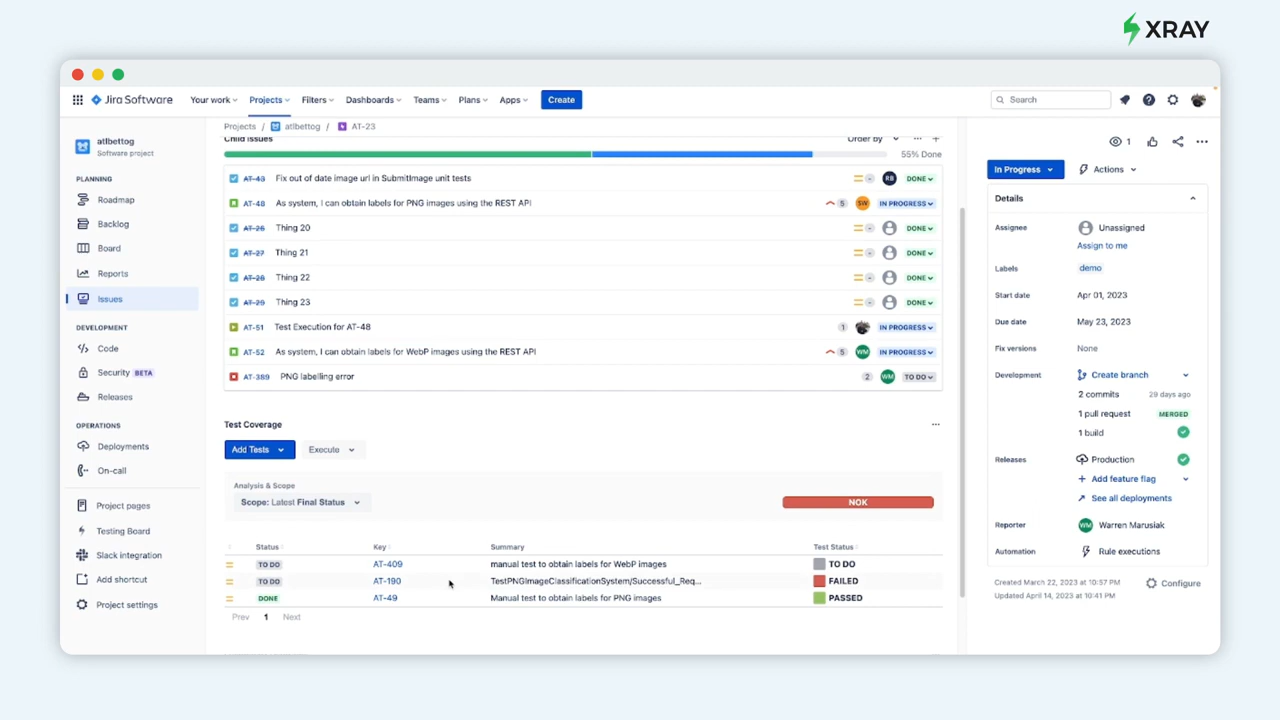 XRAY
Jira Software Your work Projects Filters Dashboards Teams Plans Apps Create Search
Projects / atlbettog / AT-23
atlbettog
Software project
PLANNING
Roadmap
Backlog
Board
Reports
Issues
DEVELOPMENT
Code
Security BETA
Releases
OPERATIONS
Deployments
On-call
Project pages
Testing Board
Slack integration
Add shortcut
Project settings
Child issues Order by
55% Done
AT-43 Fix out of date image url in SubmitImage unit tests RB DONE
AT-48 As system, I can obtain labels for PNG images using the REST API 5 SW IN PROGRESS
AT-26 Thing 20 DONE
AT-27 Thing 21 DONE
AT-28 Thing 22 DONE
AT-29 Thing 23 DONE
AT-51 Test Execution for AT-48 1 IN PROGRESS
AT-52 As system, I can obtain labels for WebP images using the REST API 5 WM IN PROGRESS
AT-389 PNG labelling error 2 WM TO DO
Test Coverage
Add Tests Execute
Analysis & Scope
Scope: Latest Final Status NOK
Status Key Summary Test Status
TO DO AT-409 manual test to obtain labels for WebP images TO DO
TO DO AT-190 TestPNGImageClassificationSystem/Successful_Req... FAILED
DONE AT-49 Manual test to obtain labels for PNG images PASSED
Prev 1 Next
1
In Progress Actions
Details
Assignee Unassigned
Assign to me
Labels demo
Start date Apr 01, 2023
Due date May 23, 2023
Fix versions None
Development Create branch
2 commits 29 days ago
1 pull request MERGED
1 build
Releases Production
Add feature flag
See all deployments
Reporter WM Warren Marusiak
Automation Rule executions
Created March 22, 2023 at 10:57 PM Configure
Updated April 14, 2023 at 10:41 PM